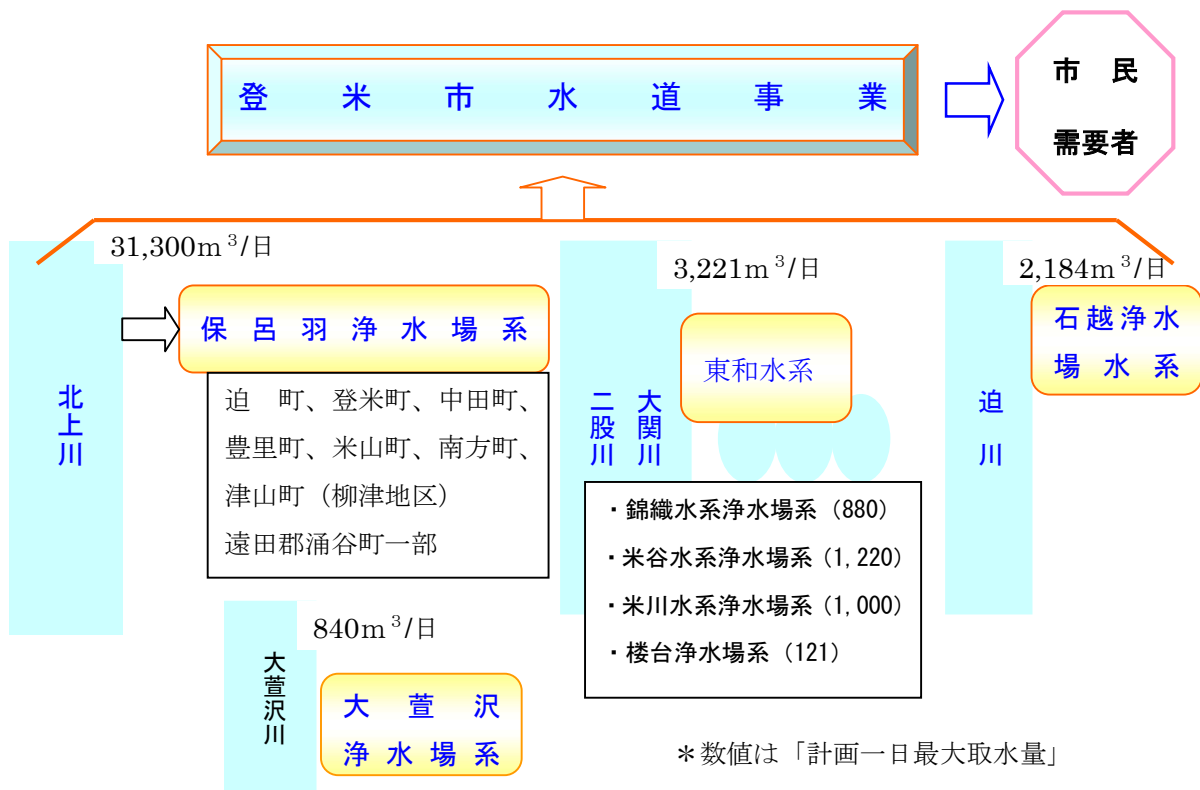 登米市水道事業
市民
需要者
31,300m³/日
保呂羽浄水場系
北上川
迫　町、登米町、中田町、
豊里町、米山町、南方町、
津山町（柳津地区）
遠田郡涌谷町一部
3,221m³/日
東和水系
二股川
大関川
・錦織水系浄水場系（880）
・米谷水系浄水場系（1,220）
・米川水系浄水場系（1,000）
・楼台浄水場系（121）
2,184m³/日
石越浄水
場水系
迫川
840m³/日
大萱沢川
大萱沢
浄水場系
＊数値は「計画一日最大取水量」